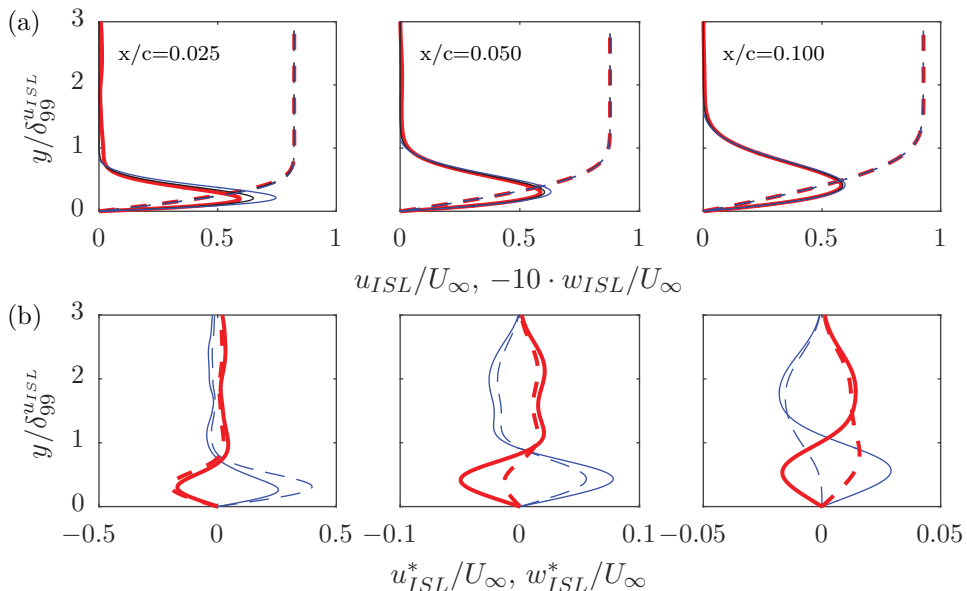 (a)
y/δ_{99}^{u_{ISL}}
3
2
1
0
x/c=0.025
x/c=0.050
x/c=0.100
0 0.5 1 0 0.5 1 0 0.5 1
u_{ISL}/U_∞, −10 · w_{ISL}/U_∞
(b)
y/δ_{99}^{u_{ISL}}
3
2
1
0
−0.5 0 0.5 −0.1 0 0.1 −0.05 0 0.05
u*_{ISL}/U_∞, w*_{ISL}/U_∞